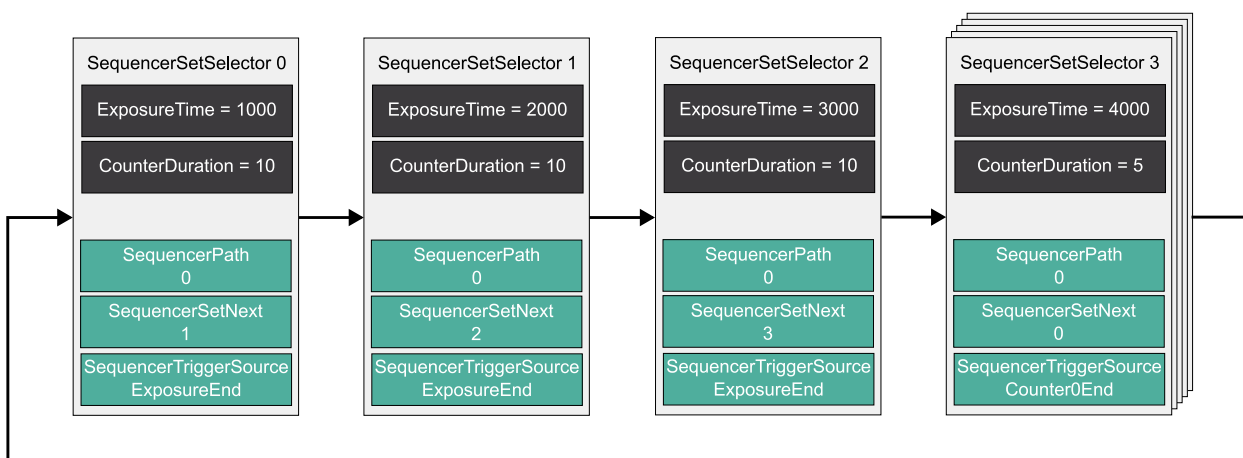 SequencerSetSelector 0
ExposureTime = 1000
CounterDuration = 10
SequencerPath
0
SequencerSetNext
1
SequencerTriggerSource
ExposureEnd
SequencerSetSelector 1
ExposureTime = 2000
CounterDuration = 10
SequencerPath
0
SequencerSetNext
2
SequencerTriggerSource
ExposureEnd
SequencerSetSelector 2
ExposureTime = 3000
CounterDuration = 10
SequencerPath
0
SequencerSetNext
3
SequencerTriggerSource
ExposureEnd
SequencerSetSelector 3
ExposureTime = 4000
CounterDuration = 5
SequencerPath
0
SequencerSetNext
0
SequencerTriggerSource
Counter0End